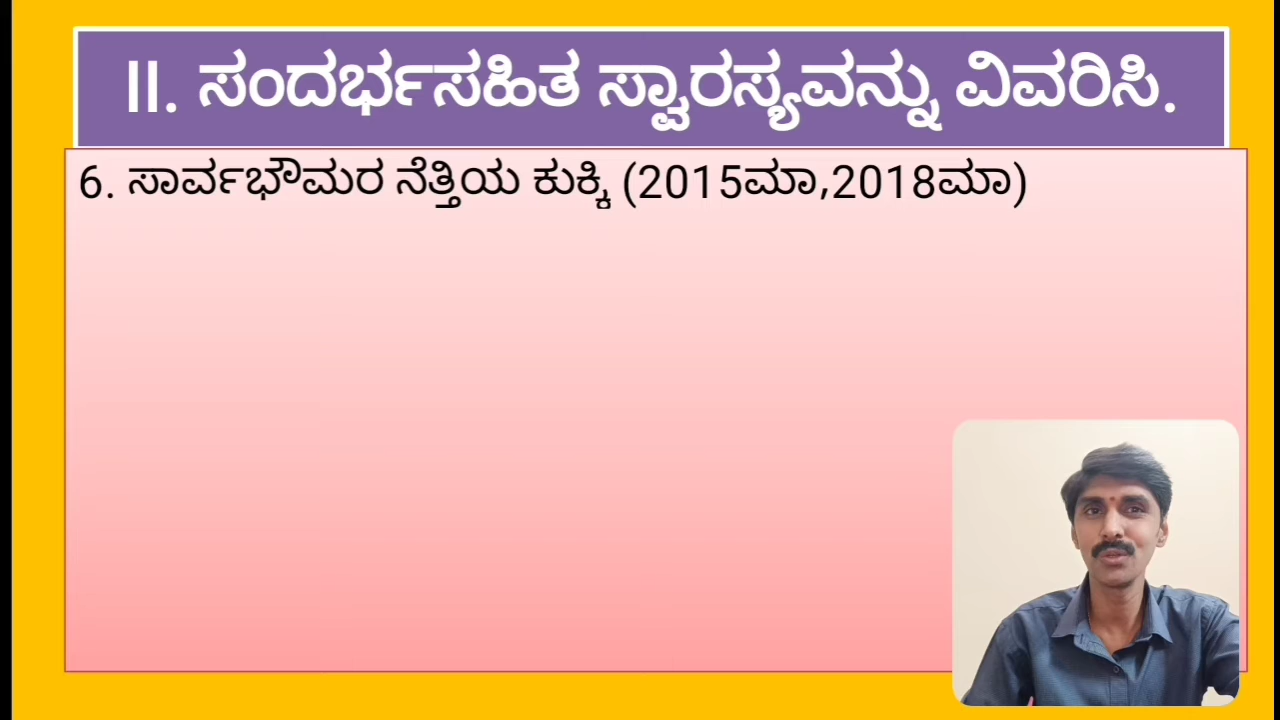 II. ಸಂದರ್ಭಸಹಿತ ಸ್ವಾರಸ್ಯವನ್ನು ವಿವರಿಸಿ.
6. ಸಾರ್ವಭೌಮರ ನೆತ್ತಿಯ ಕುಕ್ಕಿ (2015ಮಾ,2018ಮಾ)